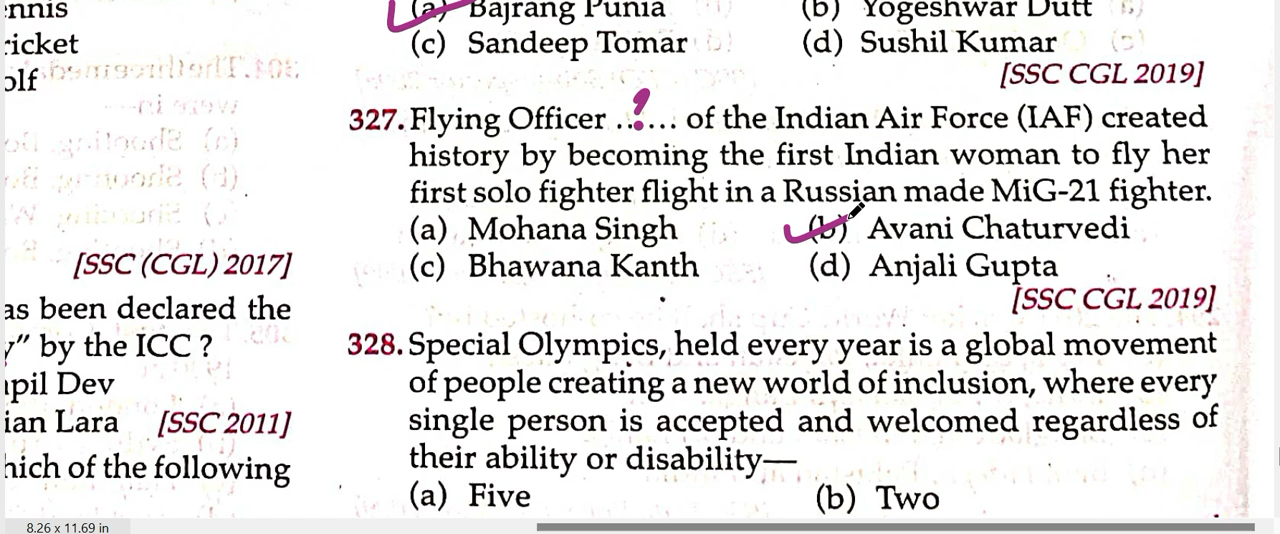 nnis
ricket
olf
[SSC (CGL) 2017]
as been declared the
y” by the ICC ?
apil Dev
ian Lara [SSC 2011]
hich of the following
(a) Bajrang Punia (b) Yogeshwar Dutt
(c) Sandeep Tomar (d) Sushil Kumar
[SSC CGL 2019]
327. Flying Officer ..?... of the Indian Air Force (IAF) created
history by becoming the first Indian woman to fly her
first solo fighter flight in a Russian made MiG-21 fighter.
(a) Mohana Singh (b) Avani Chaturvedi
(c) Bhawana Kanth (d) Anjali Gupta
[SSC CGL 2019]
328. Special Olympics, held every year is a global movement
of people creating a new world of inclusion, where every
single person is accepted and welcomed regardless of
their ability or disability—
(a) Five (b) Two
8.26 x 11.69 in